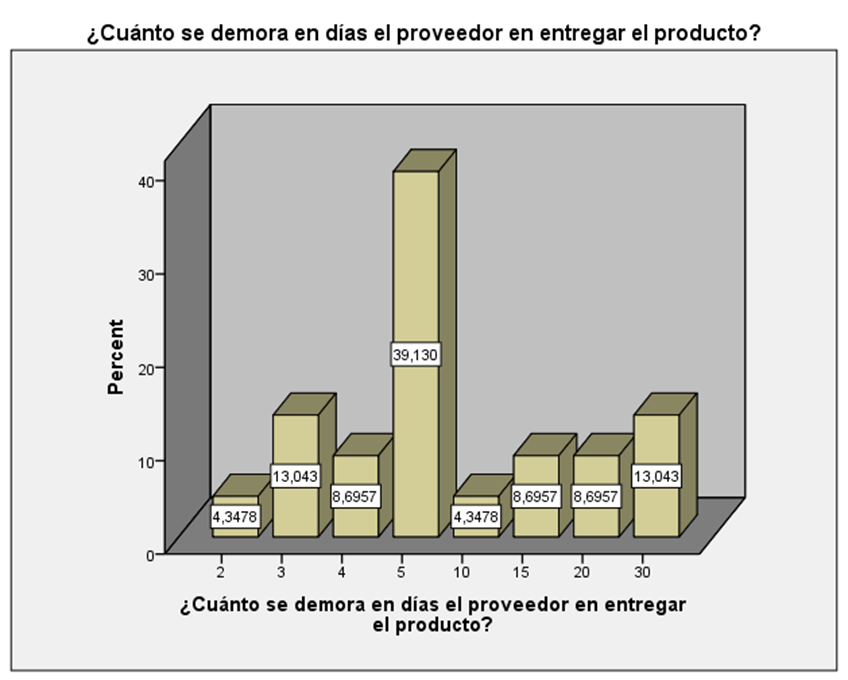 ¿Cuánto se demora en días el proveedor en entregar el producto?
Percent
40
30
20
10
0
4,3478
13,043
8,6957
39,130
4,3478
8,6957
8,6957
13,043
2 3 4 5 10 15 20 30
¿Cuánto se demora en días el proveedor en entregar
el producto?